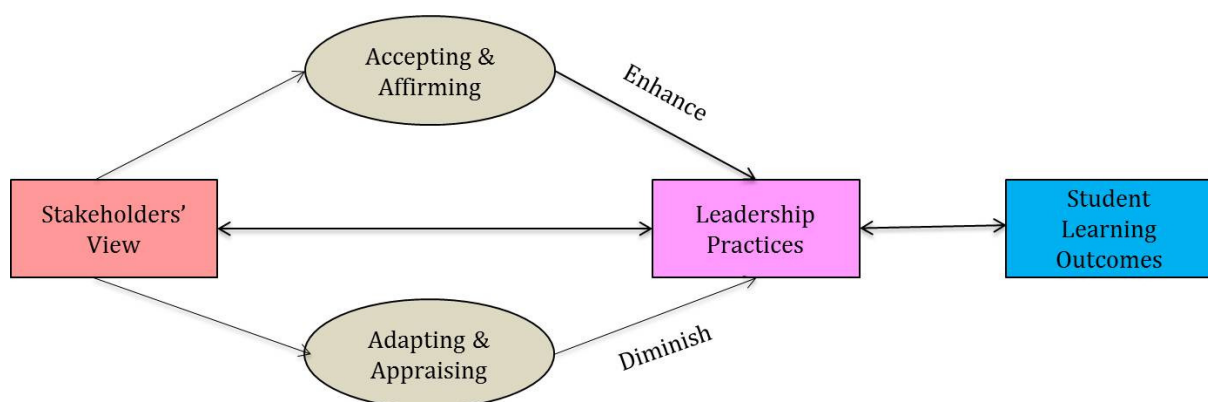 Accepting &
Affirming
Enhance
Stakeholders’
View
Leadership
Practices
Student
Learning
Outcomes
Adapting &
Appraising
Diminish